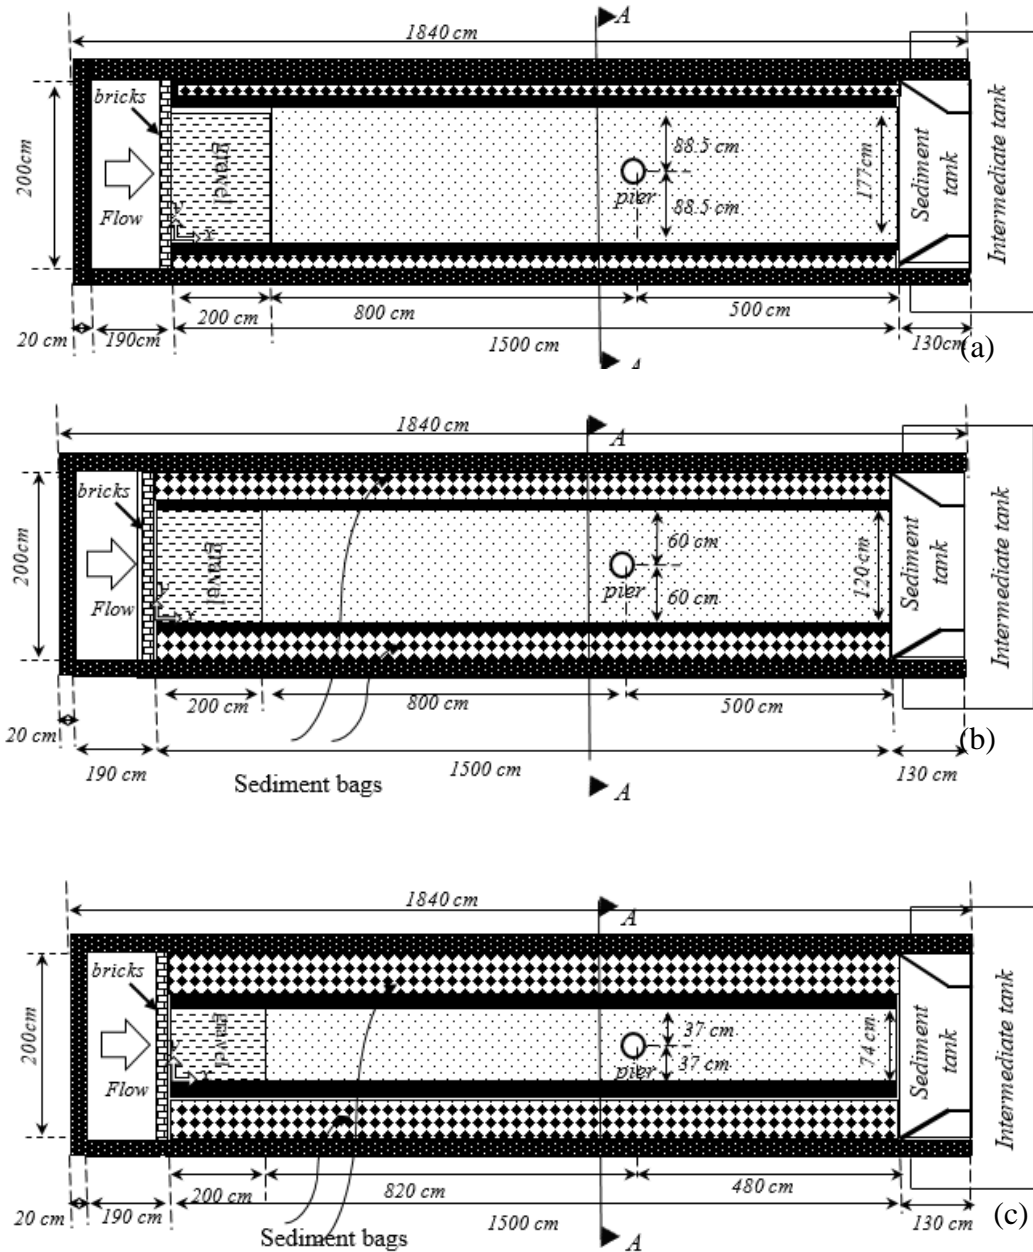 A
1840 cm
bricks
200cm
gravel
Flow
Y
X
88.5 cm
pier
88.5 cm
177cm
Sediment
tank
Intermediate tank
200 cm
800 cm
500 cm
20 cm
190cm
1500 cm
130cm
(a)
A
1840 cm
A
bricks
200cm
gravel
Flow
60 cm
pier
60 cm
120 cm
Sediment
tank
Intermediate tank
200 cm
800 cm
500 cm
20 cm
(b)
190 cm
1500 cm
130 cm
Sediment bags
A
1840 cm
A
bricks
200cm
gravel
Flow
X
37 cm
pier
37 cm
74 cm
Sediment
tank
Intermediate tank
200 cm
820 cm
480 cm
20 cm
190 cm
1500 cm
130 cm
(c)
Sediment bags
A